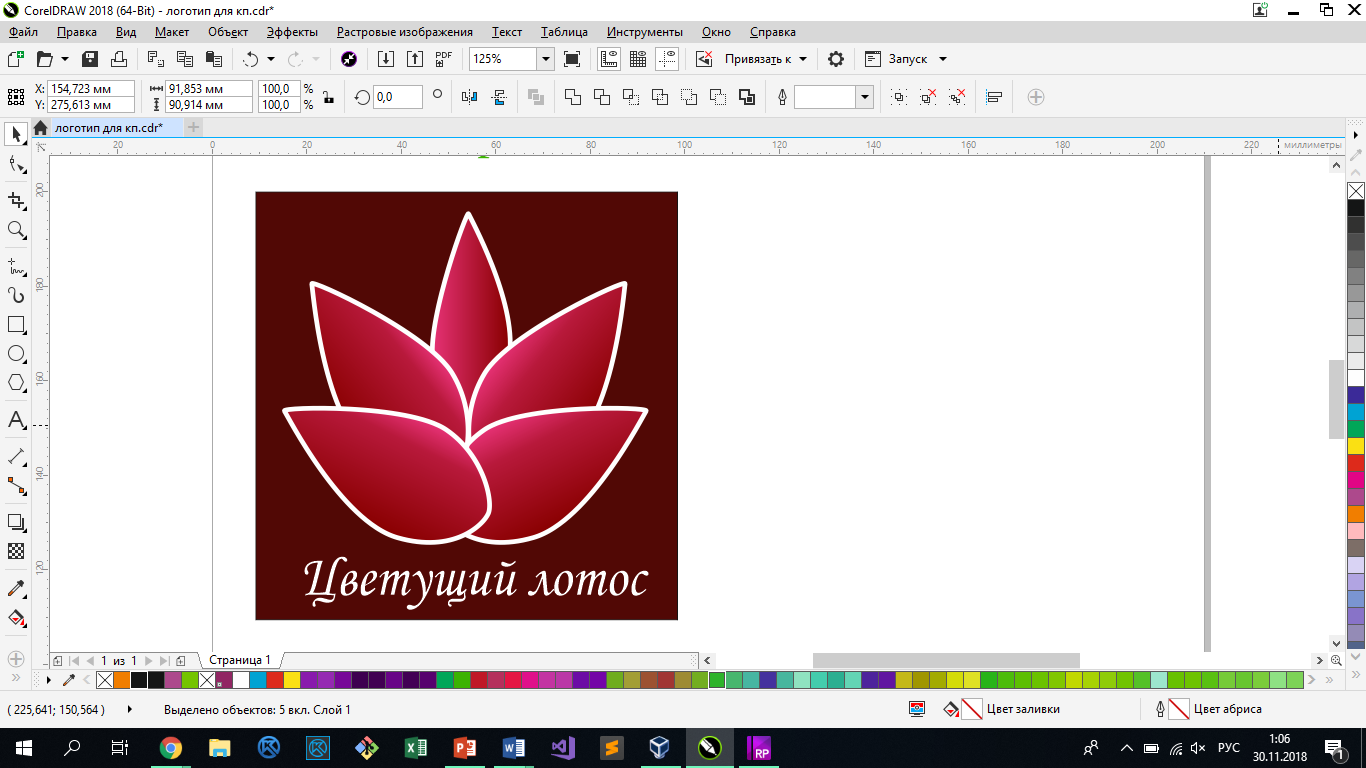 CorelDRAW 2018 (64-Bit) - логотип для кп.cdr*
Файл Правка Вид Макет Объект Эффекты Растровые изображения Текст Таблица Инструменты Окно Справка
PDF 125% Привязать к Запуск
X: 154,723 мм 91,853 мм 100,0 % 0,0 °
Y: 275,613 мм 90,914 мм 100,0 %
логотип для кп.cdr*
20 0 20 40 60 80 100 120 140 160 180 200 220 миллиметры
200
180
160
140
120
Цветущий лотос
1 из 1 Страница 1
( 225,641; 150,564 ) Выделено объектов: 5 вкл. Слой 1 Цвет заливки Цвет абриса
РУС 1:06
30.11.2018 1
RP